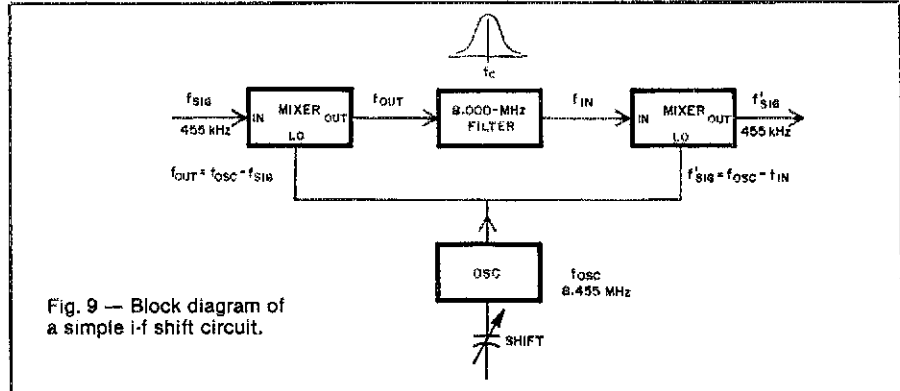 fc
fSIG
455 kHz
IN
MIXER
OUT
LO
fOUT
8.000-MHz
FILTER
fIN
IN
MIXER
OUT
LO
f'SIG
455 kHz
fOUT = fOSC - fSIG
f'SIG = fOSC - fIN
OSC
fOSC
8.455 MHz
SHIFT
Fig. 9 — Block diagram of
a simple i-f shift circuit.